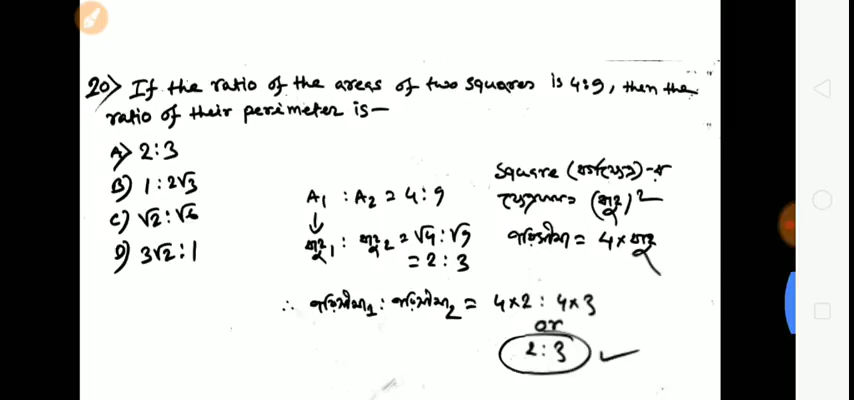 20) If the ratio of the areas of two squares is 4:9, then the
ratio of their perimeter is—
A) 2:3
B) 1:2√3
C) √2:√6
D) 3√2:1
A₁ : A₂ = 4:9
↓
বাহু₁ : বাহু₂ = √4:√9
= 2:3
Square (বর্গক্ষেত্র)-র
ক্ষেত্রফল = (বাহু)²
পরিসীমা = 4×বাহু
∴ পরিসীমা₁ : পরিসীমা₂ = 4×2 : 4×3
or
2:3